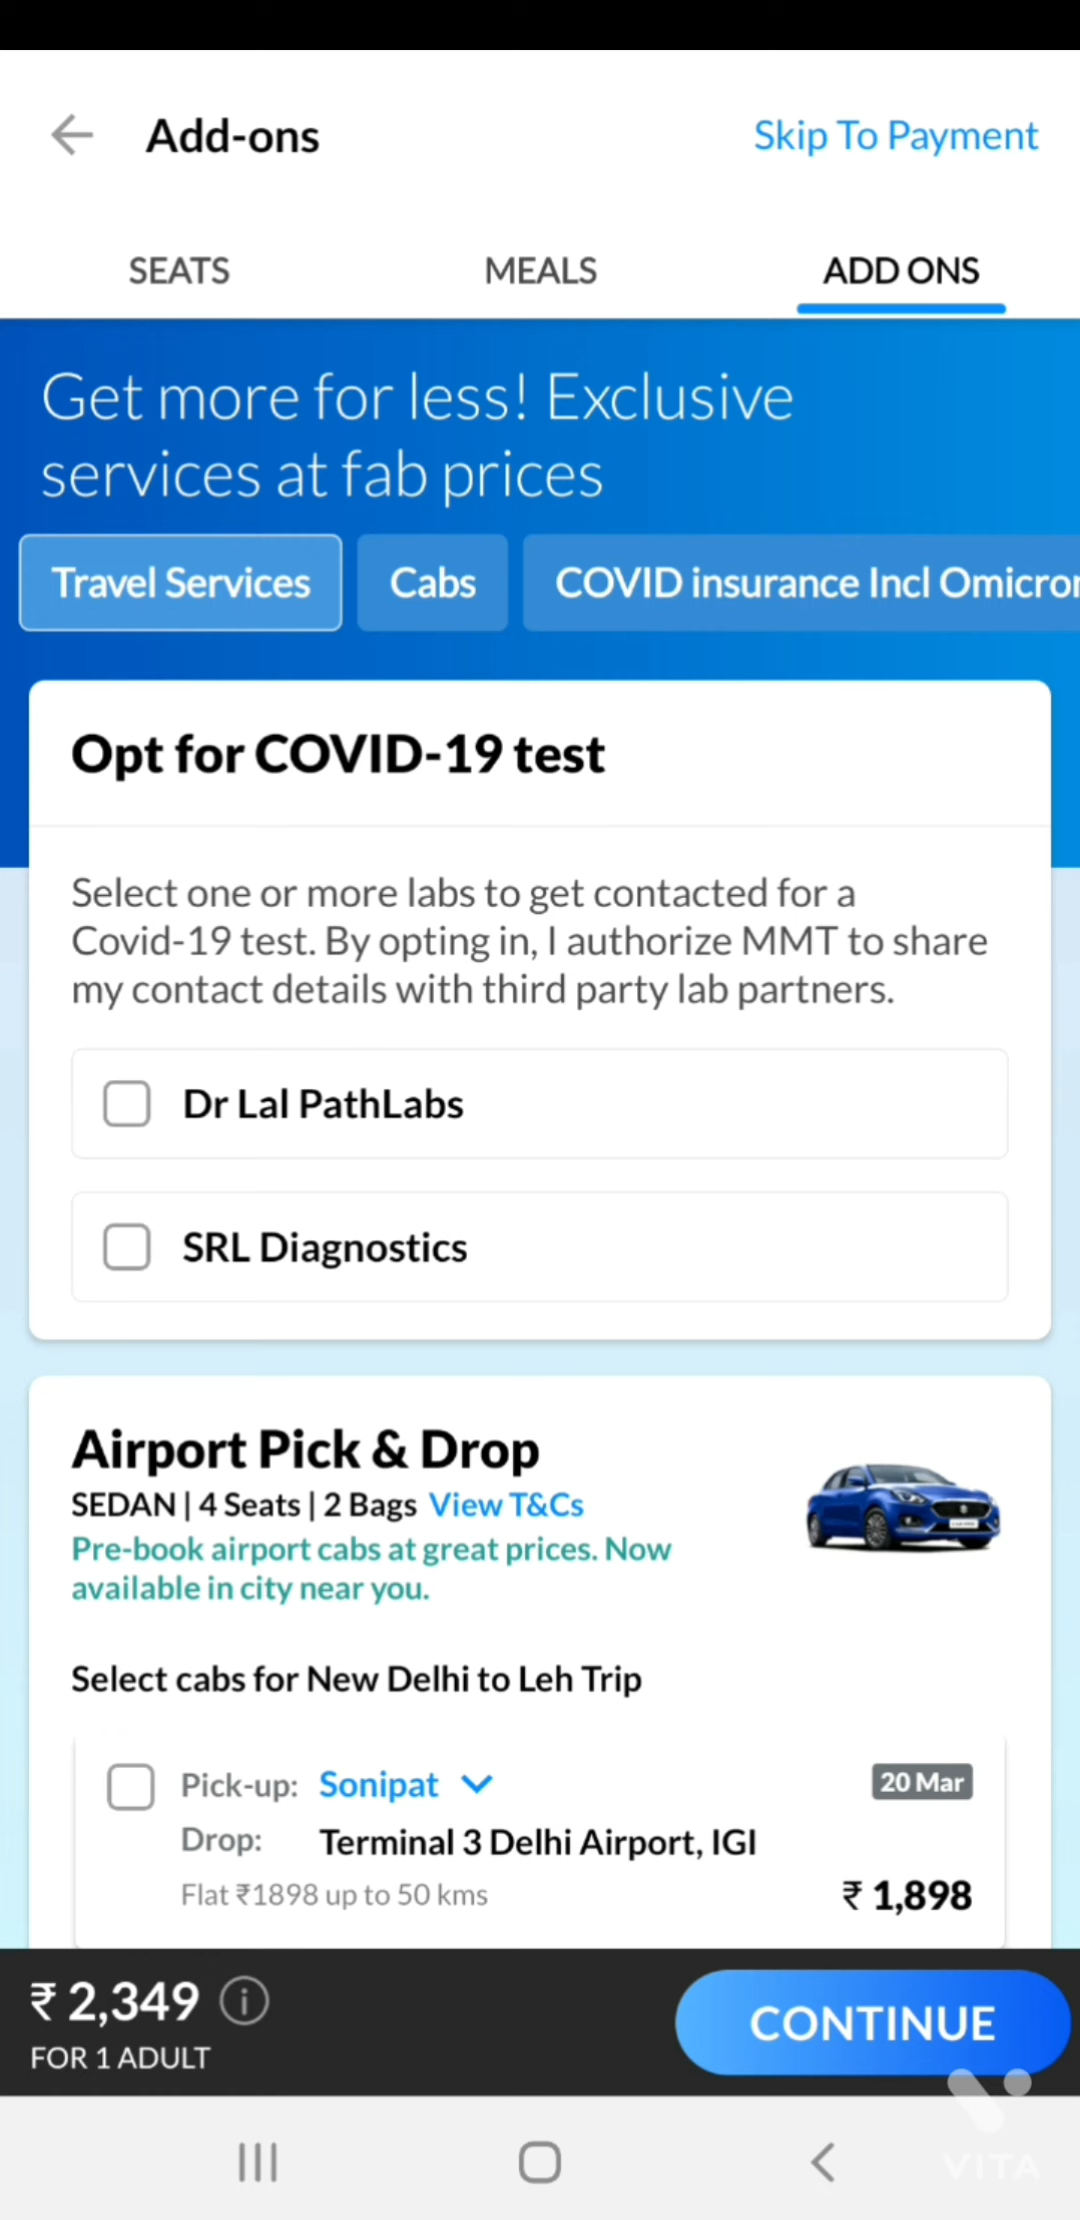 Add-ons
Skip To Payment
SEATS
MEALS
ADD ONS
Get more for less! Exclusive
services at fab prices
Travel Services
Cabs
COVID insurance Incl Omicro
Opt for COVID-19 test
Select one or more labs to get contacted for a
Covid-19 test. By opting in, I authorize MMT to share
my contact details with third party lab partners.
Dr Lal PathLabs
SRL Diagnostics
Airport Pick & Drop
SEDAN | 4 Seats | 2 Bags View T&Cs
Pre-book airport cabs at great prices. Now
available in city near you.
Select cabs for New Delhi to Leh Trip
Pick-up: Sonipat
20 Mar
Drop: Terminal 3 Delhi Airport, IGI
Flat ₹1898 up to 50 kms
₹ 1,898
₹ 2,349
FOR 1 ADULT
CONTINUE
VITA